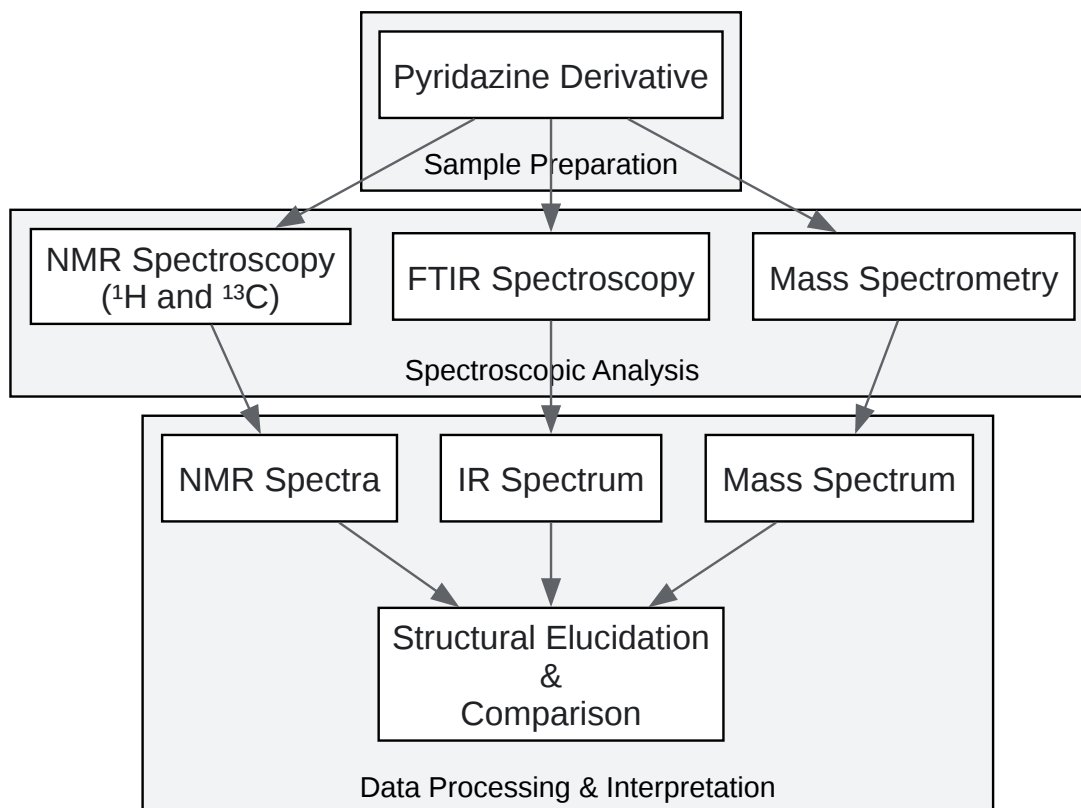 Pyridazine Derivative
Sample Preparation
NMR Spectroscopy
(¹H and ¹³C)
FTIR Spectroscopy
Mass Spectrometry
Spectroscopic Analysis
NMR Spectra
IR Spectrum
Mass Spectrum
Structural Elucidation
&
Comparison
Data Processing & Interpretation